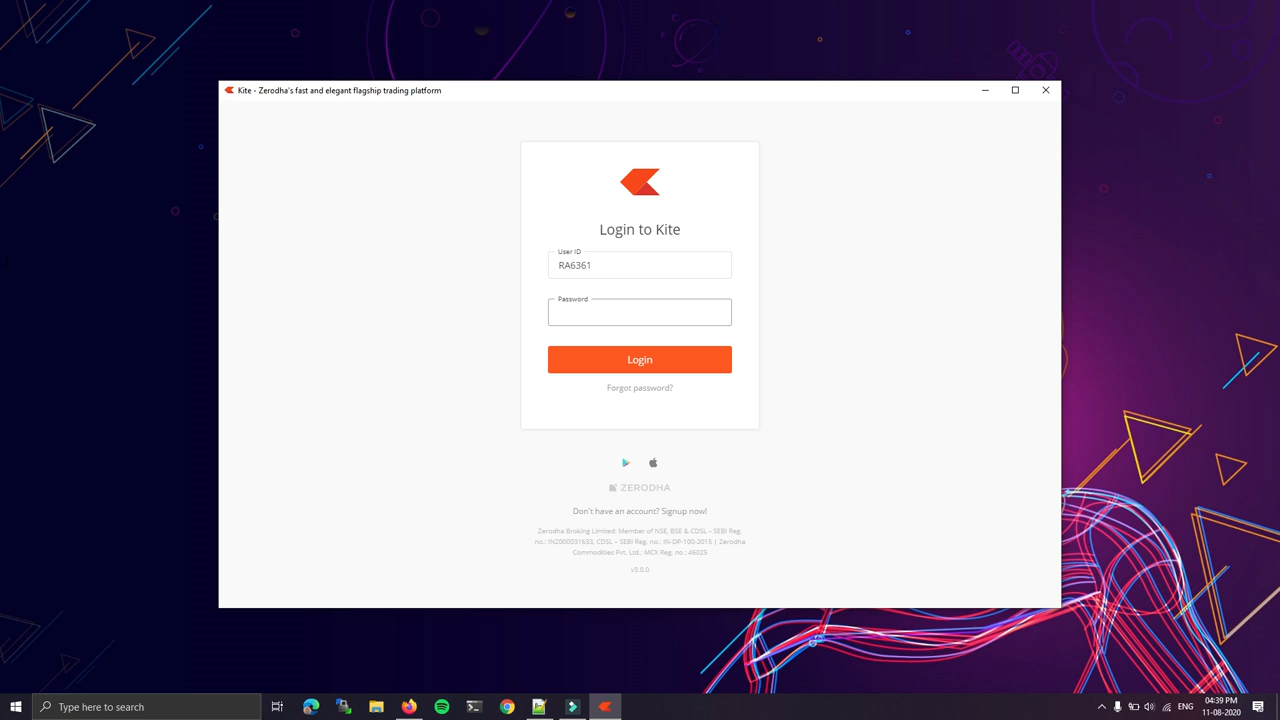 Kite - Zerodha's fast and elegant flagship trading platform
Login to Kite
User ID
RA6361
Password
Login
Forgot password?
ZERODHA
Don't have an account? Signup now!
Zerodha Broking Limited: Member of NSE, BSE & CDSL – SEBI Reg.
no.: INZ000031633, CDSL – SEBI Reg. no.: IN-DP-100-2015 | Zerodha
Commodities Pvt. Ltd.: MCX Reg. no.: 46025
v3.0.0
Type here to search
ENG
04:39 PM
11-08-2020